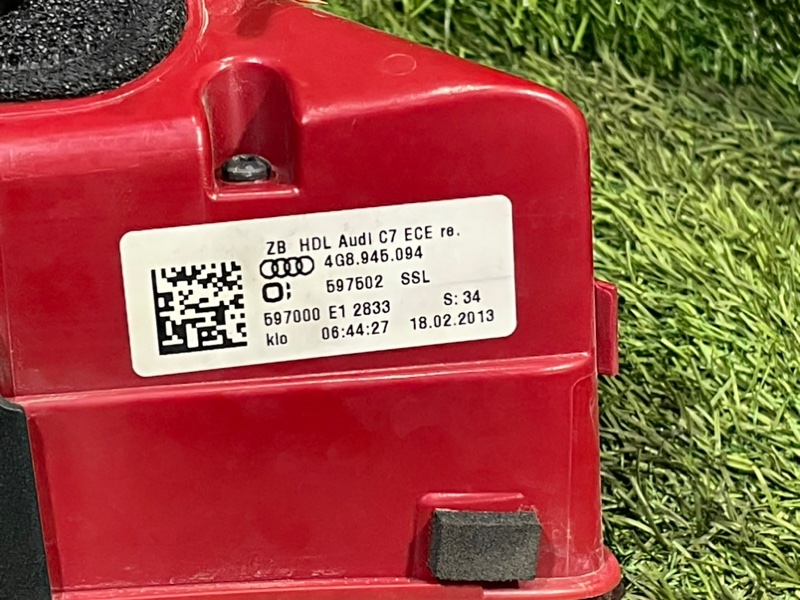 ZB HDL Audi C7 ECE re.
4G8.945.094
597502 SSL
597000 E1 2833 S: 34
klo 06:44:27 18.02.2013